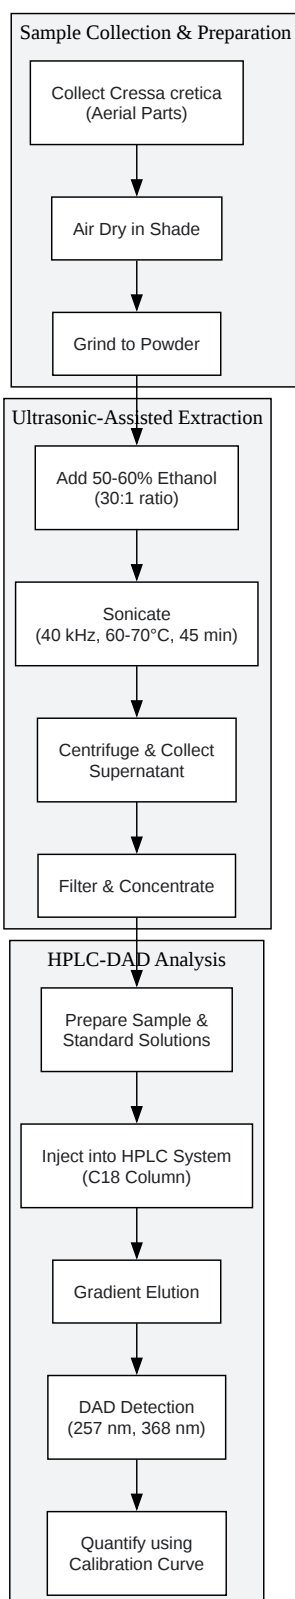 Sample Collection & Preparation
Collect Cressa cretica
(Aerial Parts)
Air Dry in Shade
Grind to Powder
Ultrasonic-Assisted Extraction
Add 50-60% Ethanol
(30:1 ratio)
Sonicate
(40 kHz, 60-70°C, 45 min)
Centrifuge & Collect
Supernatant
Filter & Concentrate
HPLC-DAD Analysis
Prepare Sample &
Standard Solutions
Inject into HPLC System
(C18 Column)
Gradient Elution
DAD Detection
(257 nm, 368 nm)
Quantify using
Calibration Curve